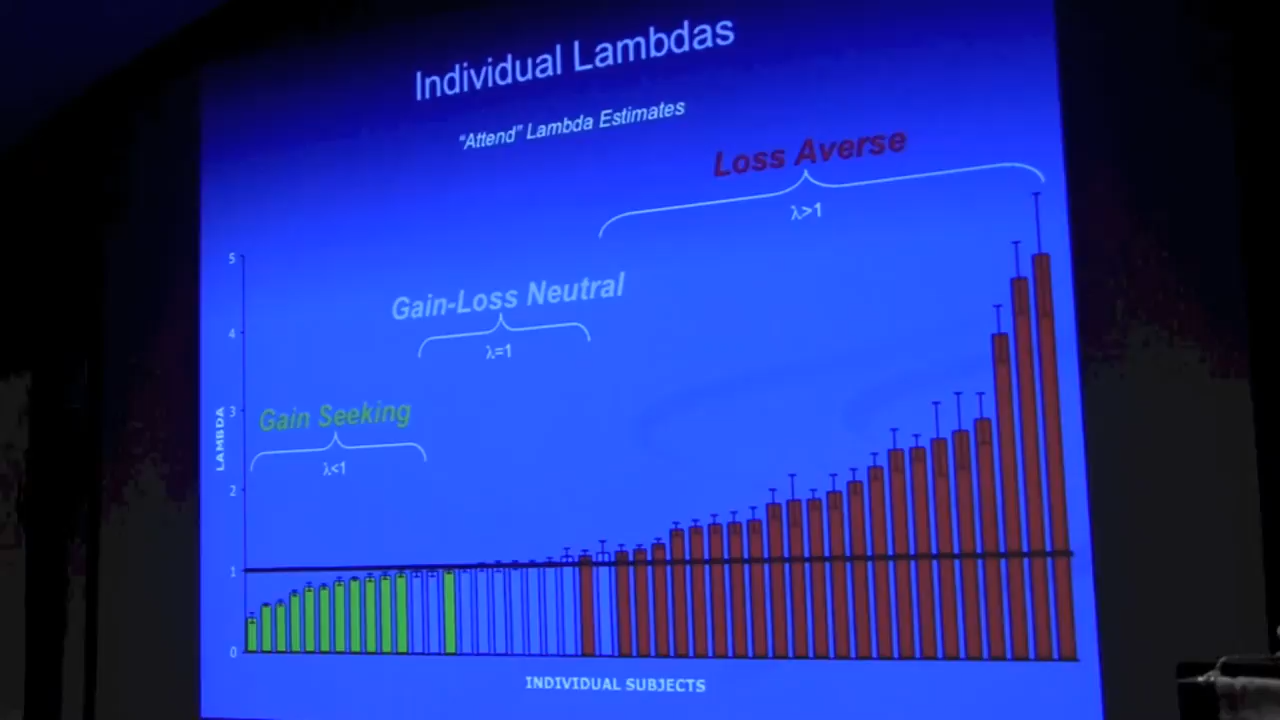 Individual Lambdas
"Attend" Lambda Estimates
Loss Averse
λ>1
Gain-Loss Neutral
λ=1
Gain Seeking
λ<1
LAMBDA
5
4
3
2
1
0
INDIVIDUAL SUBJECTS